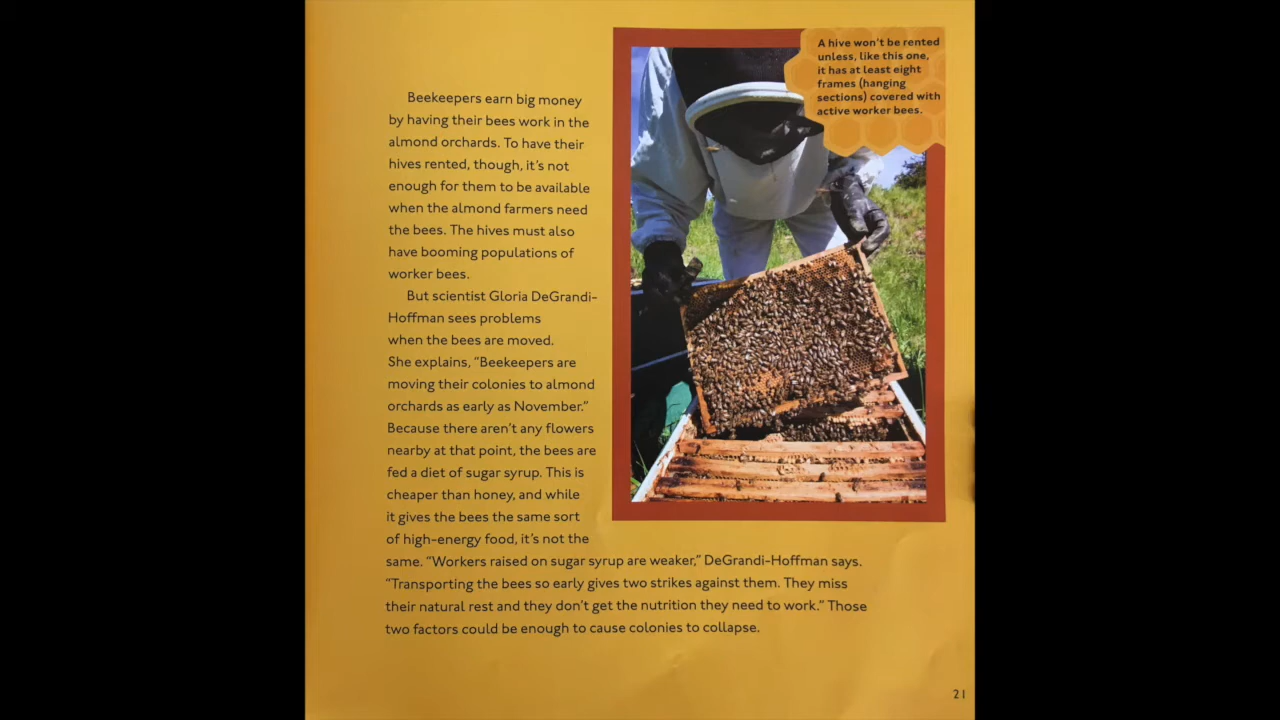 A hive won't be rented
unless, like this one,
it has at least eight
frames (hanging
sections) covered with
active worker bees.
Beekeepers earn big money
by having their bees work in the
almond orchards. To have their
hives rented, though, it's not
enough for them to be available
when the almond farmers need
the bees. The hives must also
have booming populations of
worker bees.
But scientist Gloria DeGrandi-
Hoffman sees problems
when the bees are moved.
She explains, "Beekeepers are
moving their colonies to almond
orchards as early as November."
Because there aren't any flowers
nearby at that point, the bees are
fed a diet of sugar syrup. This is
cheaper than honey, and while
it gives the bees the same sort
of high-energy food, it's not the
same. "Workers raised on sugar syrup are weaker," DeGrandi-Hoffman says.
"Transporting the bees so early gives two strikes against them. They miss
their natural rest and they don't get the nutrition they need to work." Those
two factors could be enough to cause colonies to collapse.
21